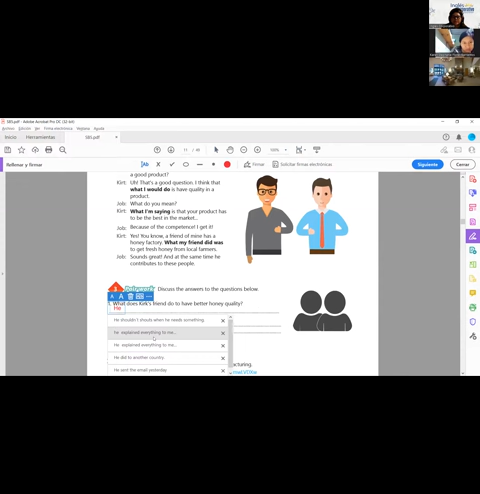 Inglés
585.pdf - Adobe Acrobat Pro DC (32-bit)
Archivo Edición Ver Firma electrónica Ventana Ayuda
Inicio Herramientas 585.pdf
Rellenar y firmar
Firmar
Solicitar firmas electrónicas
Siguiente
Cerrar
a good product?
Kirt: Uh! That's a good question. I think that
what I would do is have quality in a
product.
Job: What do you mean?
Kirt: What I'm saying is that your product has
to be the best in the market...
Job: Because of the competence! I get it!
Kirt: Yes! You know, a friend of mine has a
honey factory. What my friend did was
to get fresh honey from local farmers.
Job: Sounds great! And at the same time he
contributes to these people.
3 Pairwork Discuss the answers to the questions below.
1. What does Kirk's friend do to have better honey quality?
He
He shouldn't shouts when he needs something.
he explained everything to me...
He explained everything to me...
He did to another country.
He sent the email yesterday